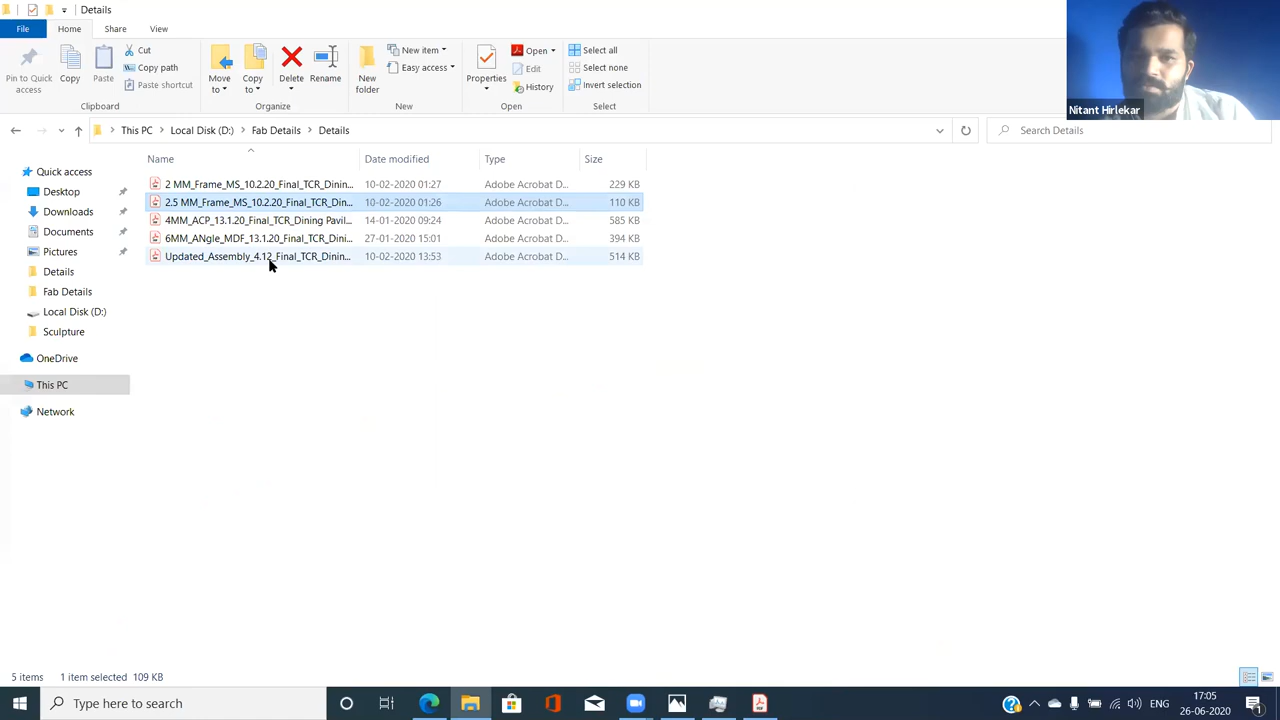 Details
File
Home
Share
View
Pin to Quick access
Copy
Paste
Cut
Copy path
Paste shortcut
Clipboard
Move to
Copy to
Delete
Rename
Organize
New folder
New item
Easy access
New
Properties
Open
Edit
History
Open
Select all
Select none
Invert selection
Select
Nitant Hirlekar
This PC > Local Disk (D:) > Fab Details > Details
Search Details
Name Date modified Type Size
2 MM_Frame_MS_10.2.20_Final_TCR_Dinin... 10-02-2020 01:27 Adobe Acrobat D... 229 KB
2.5 MM_Frame_MS_10.2.20_Final_TCR_Din... 10-02-2020 01:26 Adobe Acrobat D... 110 KB
4MM_ACP_13.1.20_Final_TCR_Dining Pavil... 14-01-2020 09:24 Adobe Acrobat D... 585 KB
6MM_ANgle_MDF_13.1.20_Final_TCR_Dini... 27-01-2020 15:01 Adobe Acrobat D... 394 KB
Updated_Assembly_4.12_Final_TCR_Dinin... 10-02-2020 13:53 Adobe Acrobat D... 514 KB
Quick access
Desktop
Downloads
Documents
Pictures
Details
Fab Details
Local Disk (D:)
Sculpture
OneDrive
This PC
Network
5 items 1 item selected 109 KB
Type here to search
ENG
17:05
26-06-2020